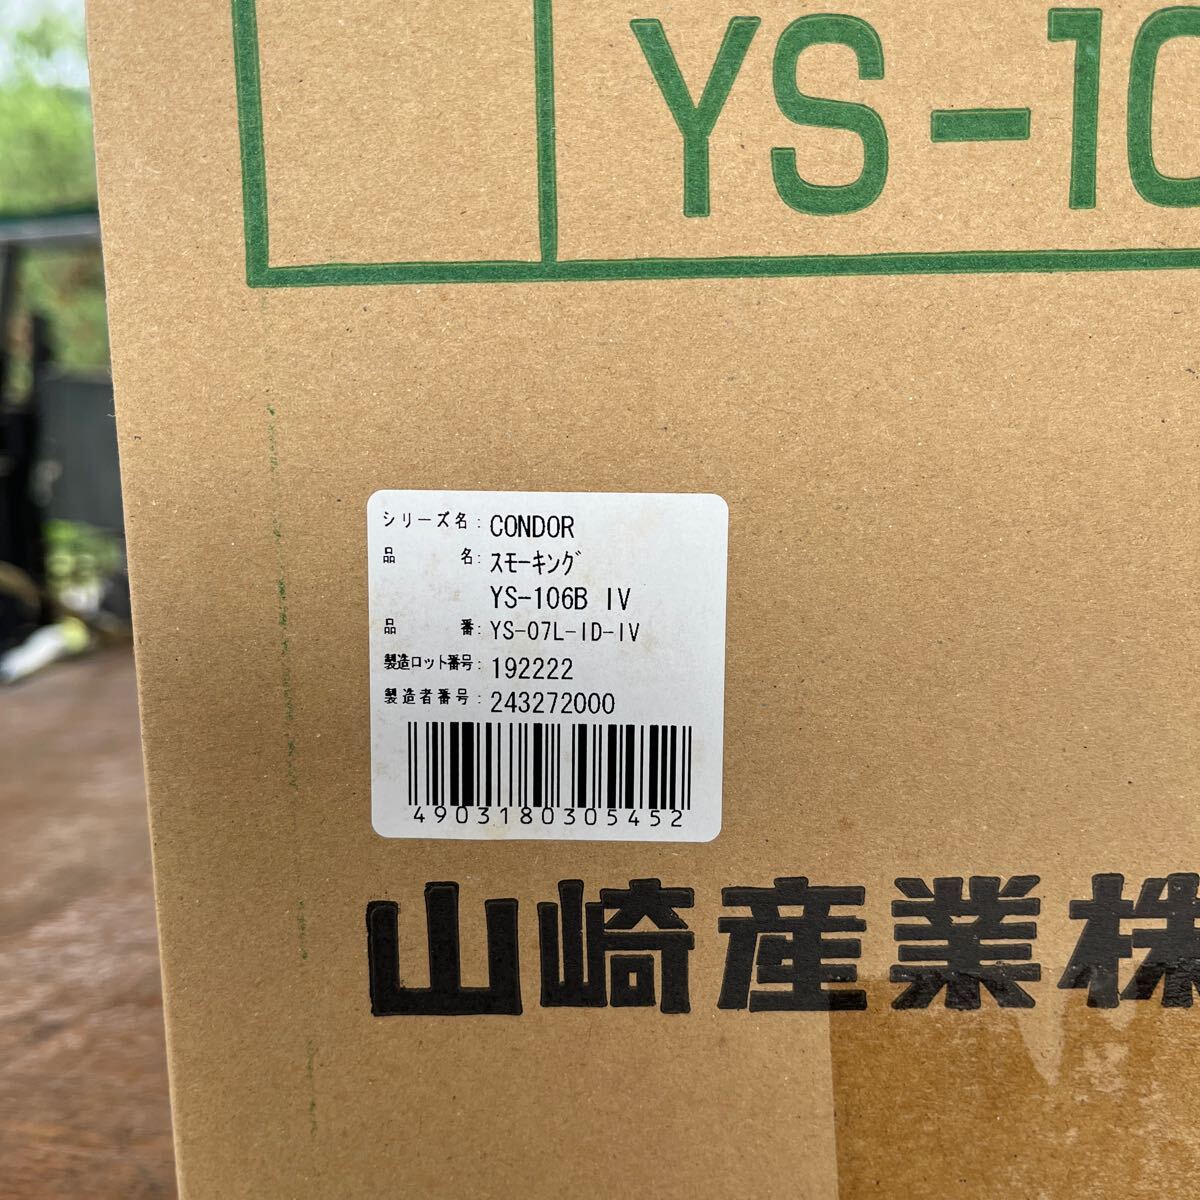 YS-10
シリーズ名: CONDOR
品 名: ｽﾓｰｷﾝｸﾞ
YS-106B IV
品 番: YS-07L-ID-IV
製造ロット番号: 192222
製造者番号: 243272000
4903180305452
山崎産業株